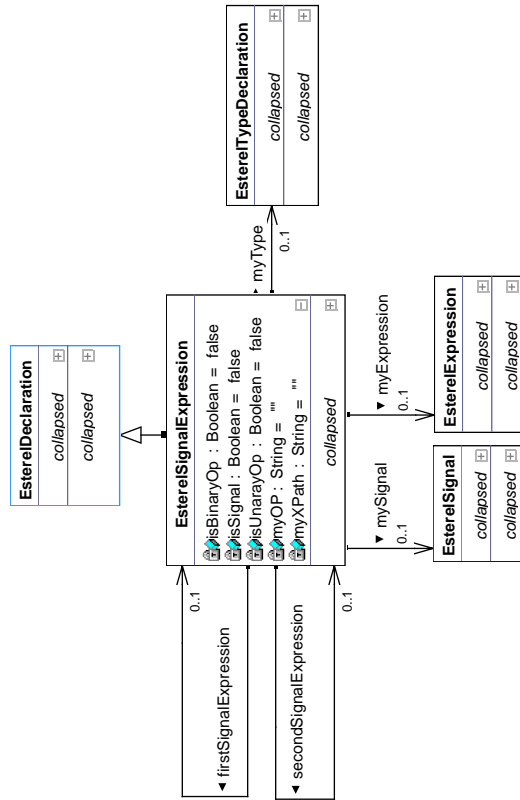 EsterelDeclaration
collapsed
collapsed
EsterelSignalExpression
isBinaryOp : Boolean = false
isSignal : Boolean = false
isUnarayOp : Boolean = false
myOP : String = ""
myXPath : String = ""
collapsed
0..1
firstSignalExpression
0..1
secondSignalExpression
myType
0..1
EsterelTypeDeclaration
collapsed
collapsed
mySignal
0..1
EsterelSignal
collapsed
collapsed
myExpression
0..1
EsterelExpression
collapsed
collapsed